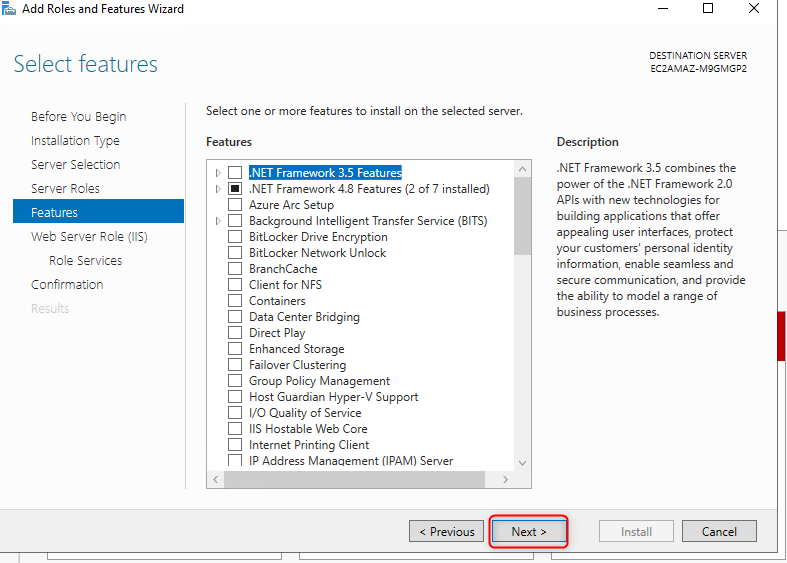 Add Roles and Features Wizard
Select features
DESTINATION SERVER
EC2AMAZ-M9GMGP2
Before You Begin
Installation Type
Server Selection
Server Roles
Features
Web Server Role (IIS)
Role Services
Confirmation
Results
Select one or more features to install on the selected server.
Features
.NET Framework 3.5 Features
.NET Framework 4.8 Features (2 of 7 installed)
Azure Arc Setup
Background Intelligent Transfer Service (BITS)
BitLocker Drive Encryption
BitLocker Network Unlock
BranchCache
Client for NFS
Containers
Data Center Bridging
Direct Play
Enhanced Storage
Failover Clustering
Group Policy Management
Host Guardian Hyper-V Support
I/O Quality of Service
IIS Hostable Web Core
Internet Printing Client
IP Address Management (IPAM) Server
Description
.NET Framework 3.5 combines the
power of the .NET Framework 2.0
APIs with new technologies for
building applications that offer
appealing user interfaces, protect
your customers' personal identity
information, enable seamless and
secure communication, and provide
the ability to model a range of
business processes.
< Previous
Next >
Install
Cancel